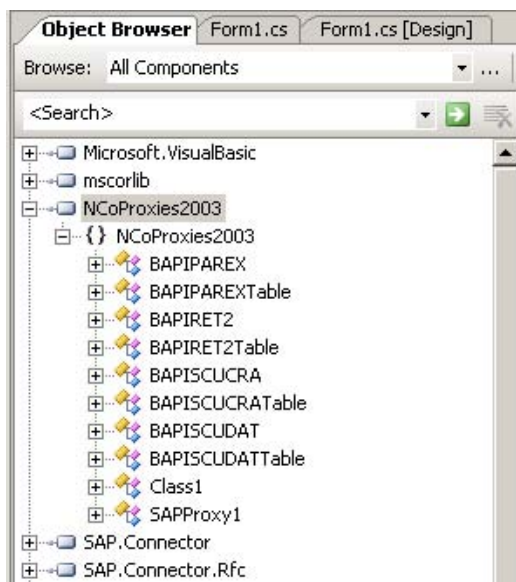 Object Browser Form1.cs Form1.cs [Design]
Browse: All Components ...
<Search>
Microsoft.VisualBasic
mscorlib
NCoProxies2003
{} NCoProxies2003
BAPIPAREX
BAPIPAREXTable
BAPIRET2
BAPIRET2Table
BAPISCUCRA
BAPISCUCRATable
BAPISCUDAT
BAPISCUDATTable
Class1
SAPProxy1
SAP.Connector
SAP.Connector.Rfc